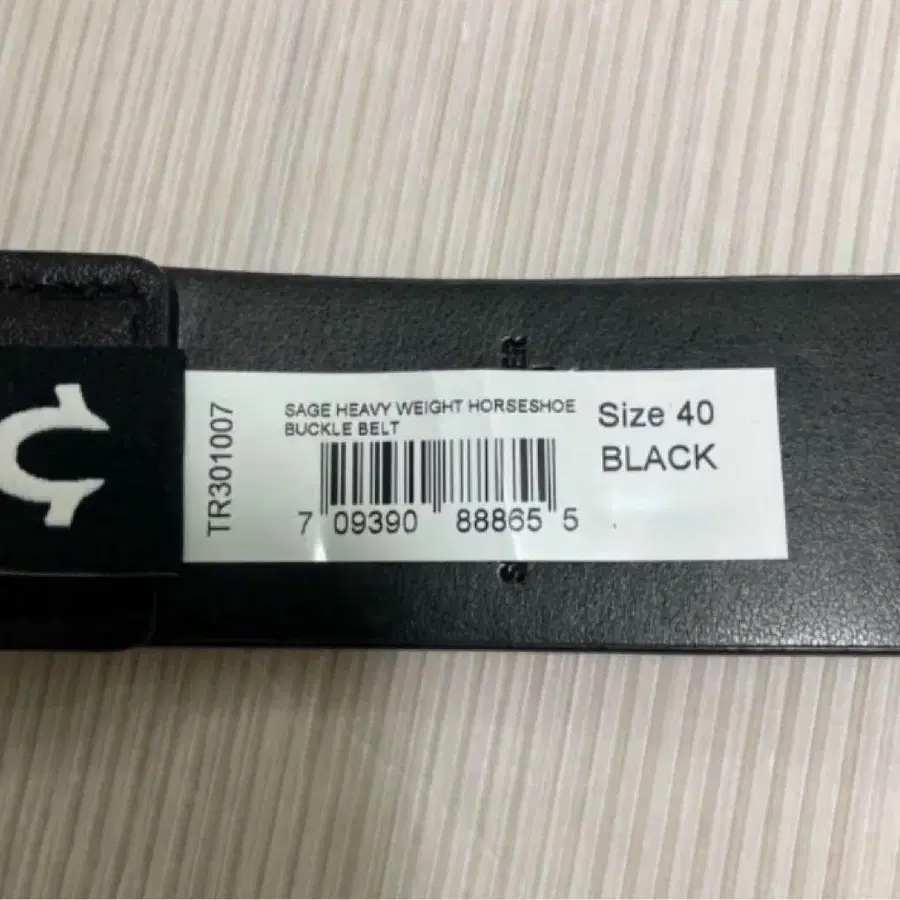 TR301007
SAGE HEAVY WEIGHT HORSESHOE
BUCKLE BELT
7 09390 88865 5
Size 40
BLACK